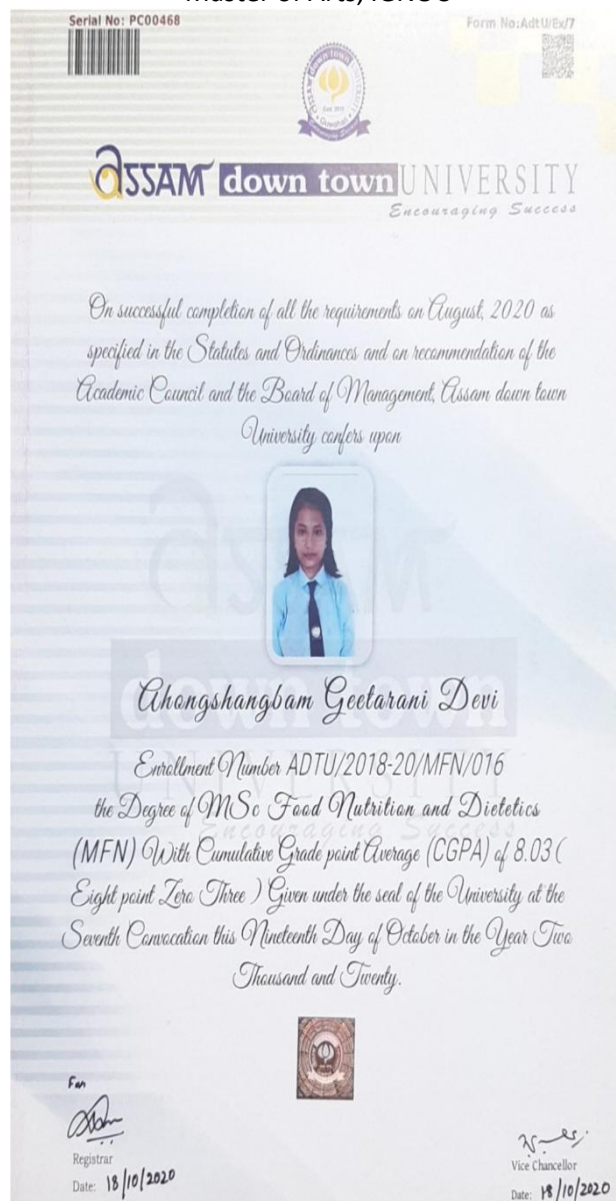 Master of Arts, IGNOU
Serial No: PC00468
Form No:AdtU/Ex/7
assam down town UNIVERSITY
Encouraging Success
On successful completion of all the requirements on August, 2020 as
specified in the Statutes and Ordinances and on recommendation of the
Academic Council and the Board of Management, Assam down town
University confers upon
Ahongshangbam Geetarani Devi
Enrollment Number ADTU/2018-20/MFN/016
the Degree of MSc Food Nutrition and Dietetics
(MFN) With Cumulative Grade point Average (CGPA) of 8.03 (
Eight point Zero Three ) Given under the seal of the University at the
Seventh Convocation this Nineteenth Day of October in the Year Two
Thousand and Twenty.
Registrar
Date: 18/10/2020
Vice Chancellor
Date: 18/10/2020